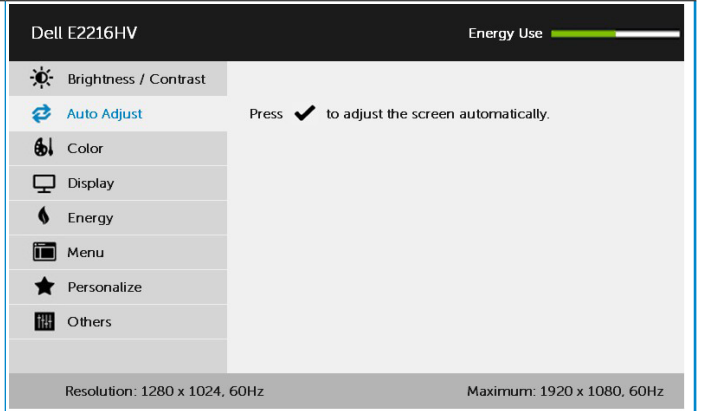 Dell E2216HV
Energy Use
Brightness / Contrast
Auto Adjust
Press ✔ to adjust the screen automatically.
Color
Display
Energy
Menu
Personalize
Others
Resolution: 1280 x 1024, 60Hz
Maximum: 1920 x 1080, 60Hz